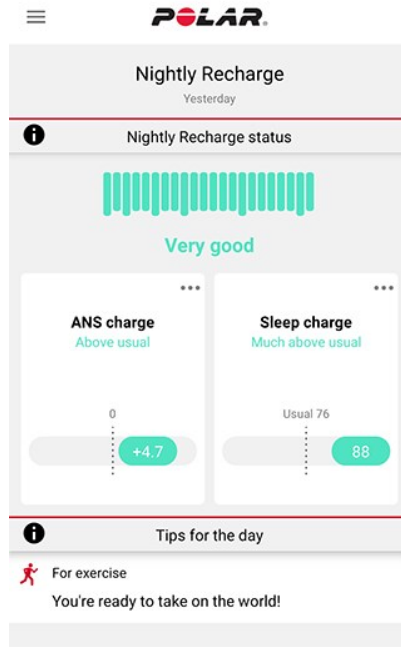 POLAR.
Nightly Recharge
Yesterday
Nightly Recharge status
Very good
ANS charge
Above usual
0
+4.7
Sleep charge
Much above usual
Usual 76
88
Tips for the day
For exercise
You're ready to take on the world!